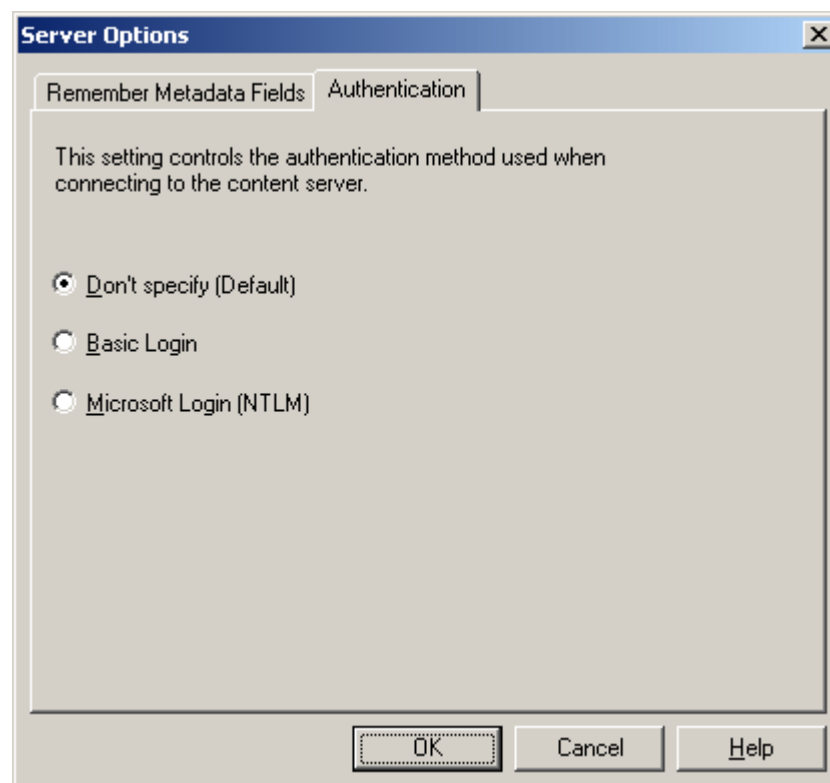 Server Options
Remember Metadata Fields
Authentication
This setting controls the authentication method used when
connecting to the content server.
Don't specify (Default)
Basic Login
Microsoft Login (NTLM)
OK
Cancel
Help